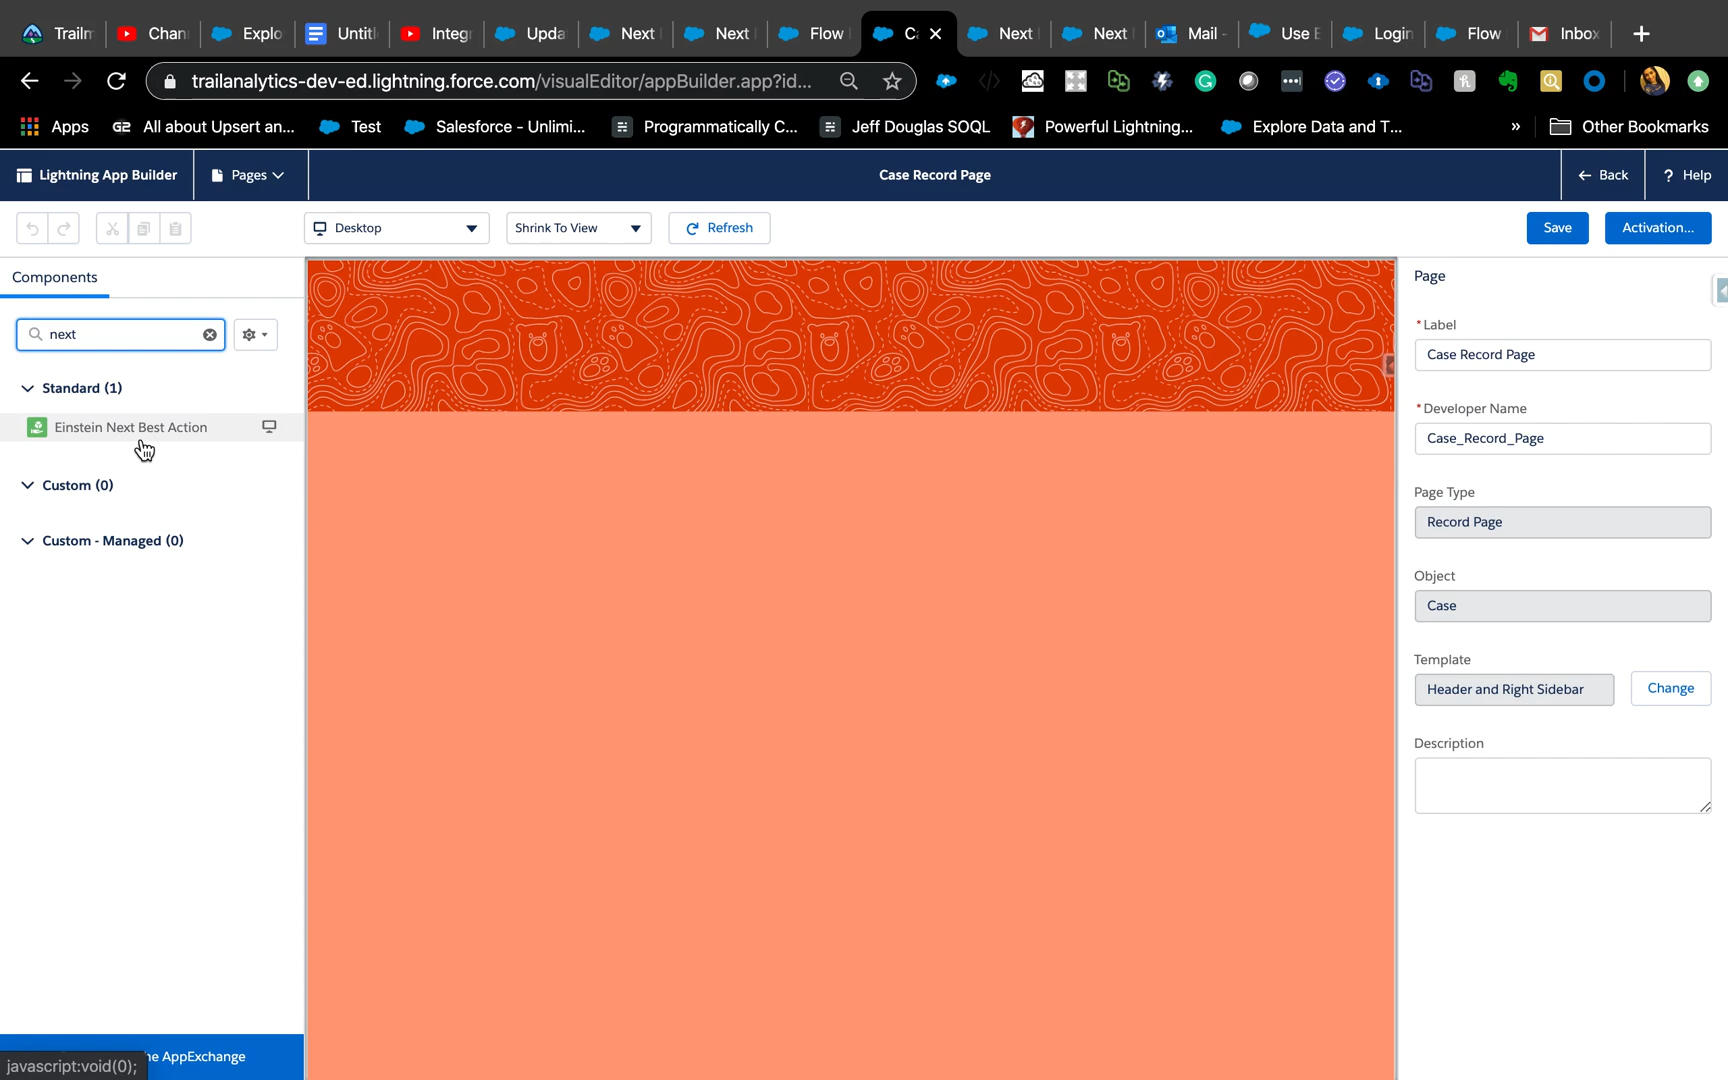 Trailm
Chan
Explo
Untitl
Integr
Upda
Next
Next
Flow
Ca
Next
Next
Mail -
Use E
Login
Flow
Inbox
trailanalytics-dev-ed.lightning.force.com/visualEditor/appBuilder.app?id...
Apps
G2 All about Upsert an...
Test
Salesforce - Unlimi...
Programmatically C...
Jeff Douglas SOQL
Powerful Lightning...
Explore Data and T...
»
Other Bookmarks
Lightning App Builder
Pages
Case Record Page
Back
? Help
Desktop
Shrink To View
Refresh
Save
Activation...
Components
next
Standard (1)
Einstein Next Best Action
Custom (0)
Custom - Managed (0)
he AppExchange
javascript:void(0);
Page
* Label
Case Record Page
* Developer Name
Case_Record_Page
Page Type
Record Page
Object
Case
Template
Header and Right Sidebar
Change
Description